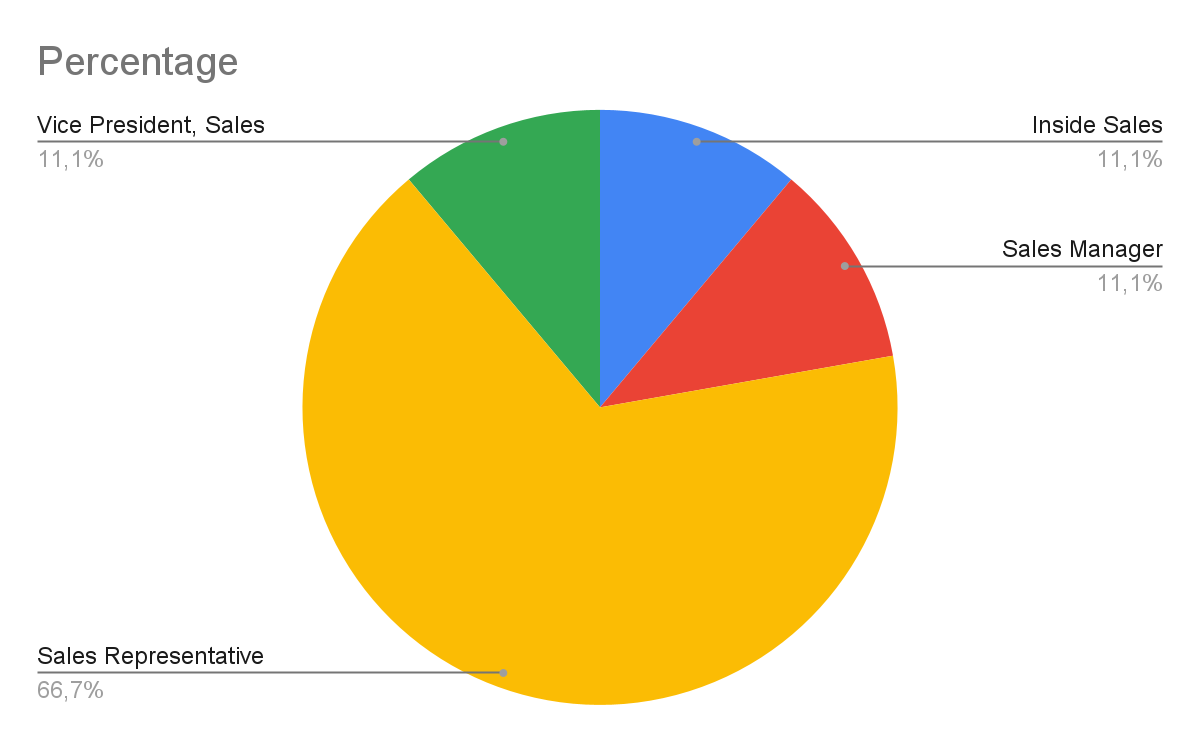 Percentage
Vice President, Sales
11,1%
Inside Sales
11,1%
Sales Manager
11,1%
Sales Representative
66,7%